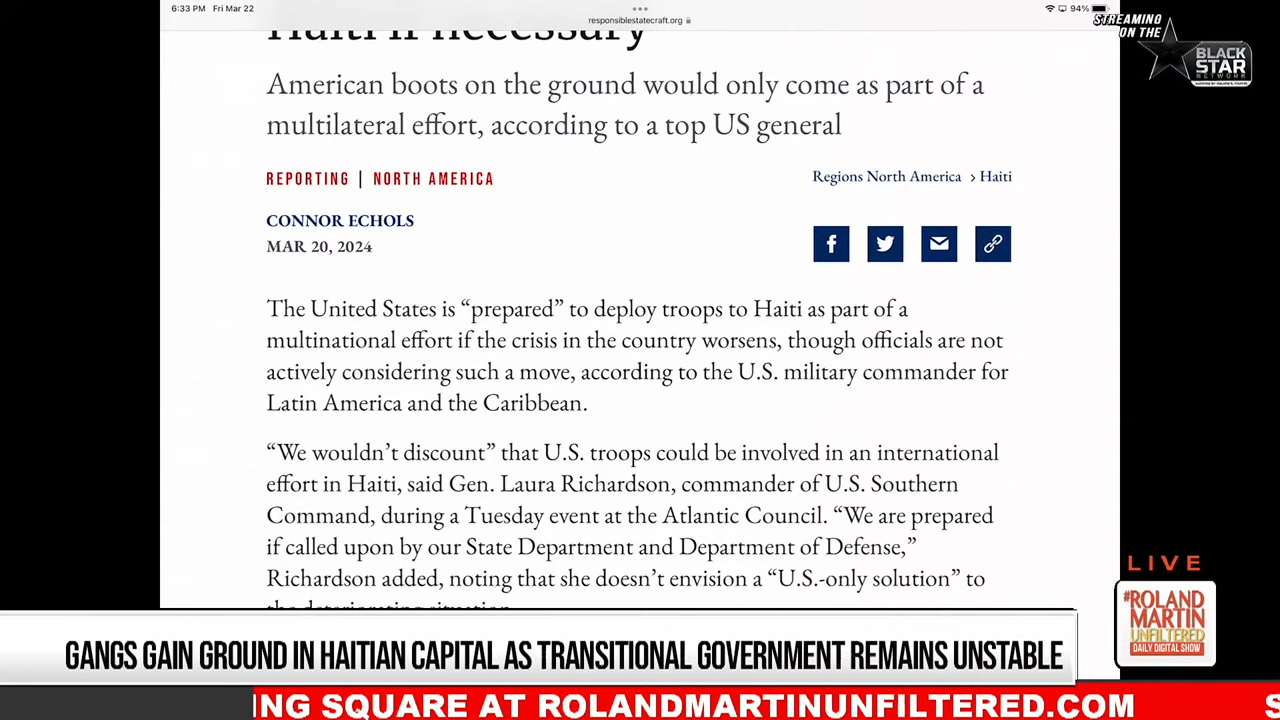 6:33 PM Fri Mar 22
responsiblestatecraft.org
94%
STREAMING
ON THE
BLACK
STAR
NETWORK
Haiti if necessary
American boots on the ground would only come as part of a
multilateral effort, according to a top US general
REPORTING | NORTH AMERICA
Regions North America > Haiti
CONNOR ECHOLS
MAR 20, 2024
The United States is “prepared” to deploy troops to Haiti as part of a
multinational effort if the crisis in the country worsens, though officials are not
actively considering such a move, according to the U.S. military commander for
Latin America and the Caribbean.
“We wouldn’t discount” that U.S. troops could be involved in an international
effort in Haiti, said Gen. Laura Richardson, commander of U.S. Southern
Command, during a Tuesday event at the Atlantic Council. “We are prepared
if called upon by our State Department and Department of Defense,”
Richardson added, noting that she doesn’t envision a “U.S.-only solution” to
the deteriorating situation.
LIVE
#ROLAND
MARTIN
UNFILTERED
DAILY DIGITAL SHOW
GANGS GAIN GROUND IN HAITIAN CAPITAL AS TRANSITIONAL GOVERNMENT REMAINS UNSTABLE
ING SQUARE AT ROLANDMARTINUNFILTERED.COM S